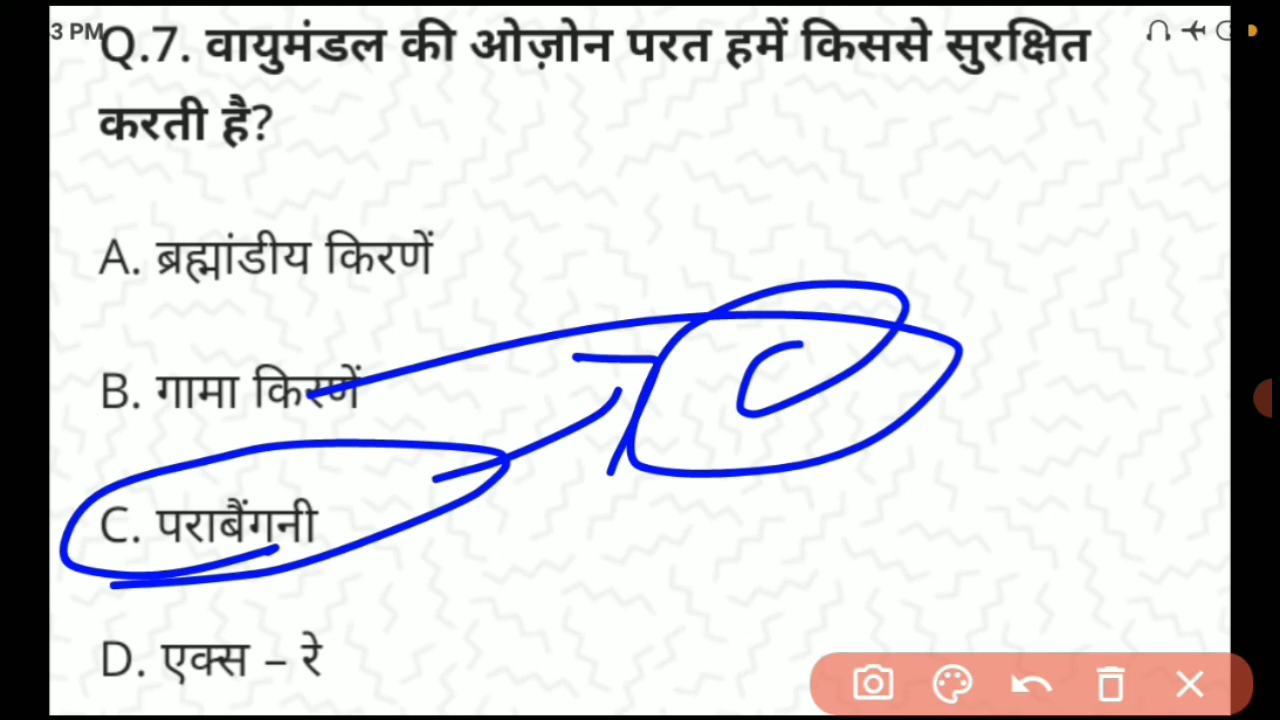 3 PM
Q.7. वायुमंडल की ओज़ोन परत हमें किससे सुरक्षित
करती है?
A. ब्रह्मांडीय किरणें
B. गामा किरणें
C. पराबैंगनी
C
D. एक्स – रे